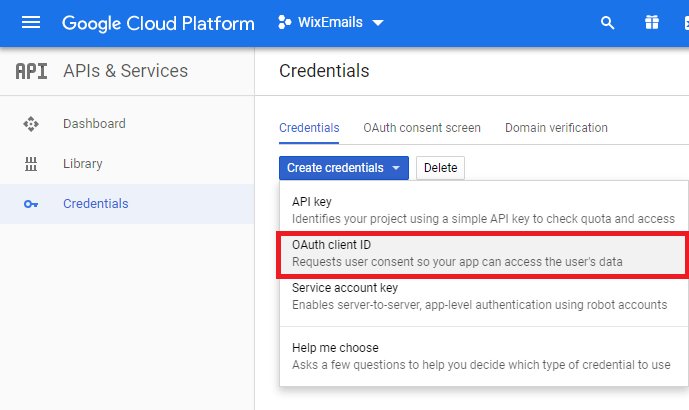 Google Cloud Platform WixEmails
API APIs & Services
Credentials
Dashboard
Library
Credentials
Credentials OAuth consent screen Domain verification
Create credentials Delete
API key
Identifies your project using a simple API key to check quota and access
OAuth client ID
Requests user consent so your app can access the user's data
Service account key
Enables server-to-server, app-level authentication using robot accounts
Help me choose
Asks a few questions to help you decide which type of credential to use